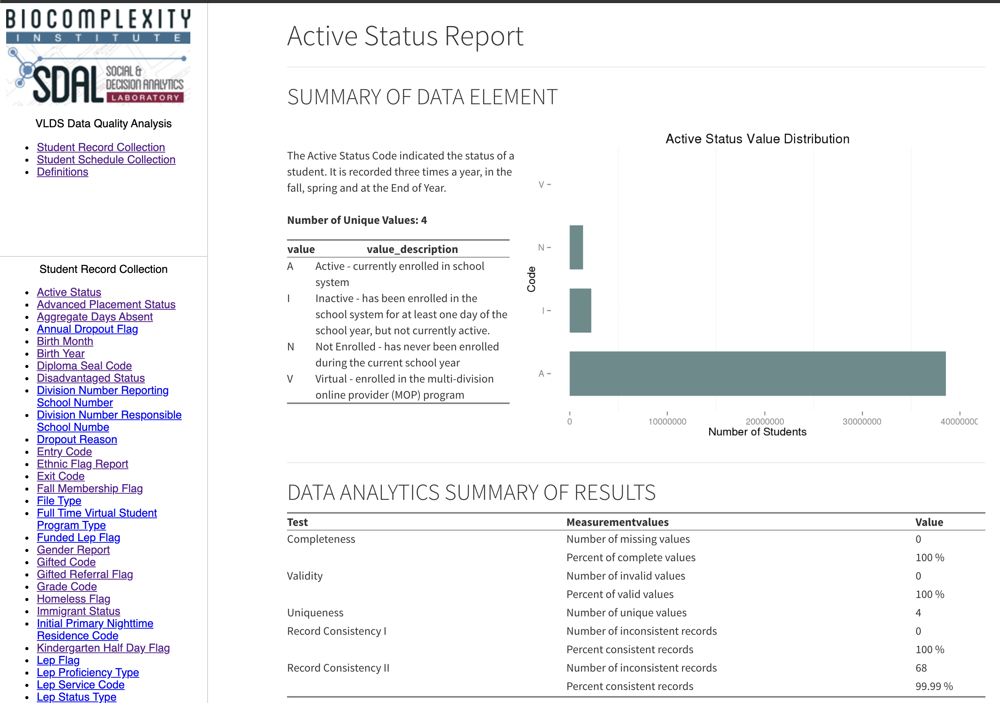 BIOCOMPLEXITY
INSTITUTE
SDAL
SOCIAL &
DECISION ANALYTICS
LABORATORY
VLDS Data Quality Analysis
Student Record Collection
Student Schedule Collection
Definitions
Student Record Collection
Active Status
Advanced Placement Status
Aggregate Days Absent
Annual Dropout Flag
Birth Month
Birth Year
Diploma Seal Code
Disadvantaged Status
Division Number Reporting
School Number
Division Number Responsible
School Numbe
Dropout Reason
Entry Code
Ethnic Flag Report
Exit Code
Fall Membership Flag
File Type
Full Time Virtual Student
Program Type
Funded Lep Flag
Gender Report
Gifted Code
Gifted Referral Flag
Grade Code
Homeless Flag
Immigrant Status
Initial Primary Nighttime
Residence Code
Kindergarten Half Day Flag
Lep Flag
Lep Proficiency Type
Lep Service Code
Lep Status Type
Active Status Report
SUMMARY OF DATA ELEMENT
The Active Status Code indicated the status of a
student. It is recorded three times a year, in the
fall, spring and at the End of Year.
Number of Unique Values: 4
value value_description
A Active - currently enrolled in school
system
I Inactive - has been enrolled in the
school system for at least one day of the
school year, but not currently active.
N Not Enrolled - has never been enrolled
during the current school year
V Virtual - enrolled in the multi-division
online provider (MOP) program
Active Status Value Distribution
V
N
Code
I
A
0 10000000 20000000 30000000 40000000
Number of Students
DATA ANALYTICS SUMMARY OF RESULTS
Test Measurementvalues Value
Completeness Number of missing values 0
Percent of complete values 100 %
Validity Number of invalid values 0
Percent of valid values 100 %
Uniqueness Number of unique values 4
Record Consistency I Number of inconsistent records 0
Percent consistent records 100 %
Record Consistency II Number of inconsistent records 68
Percent consistent records 99.99 %